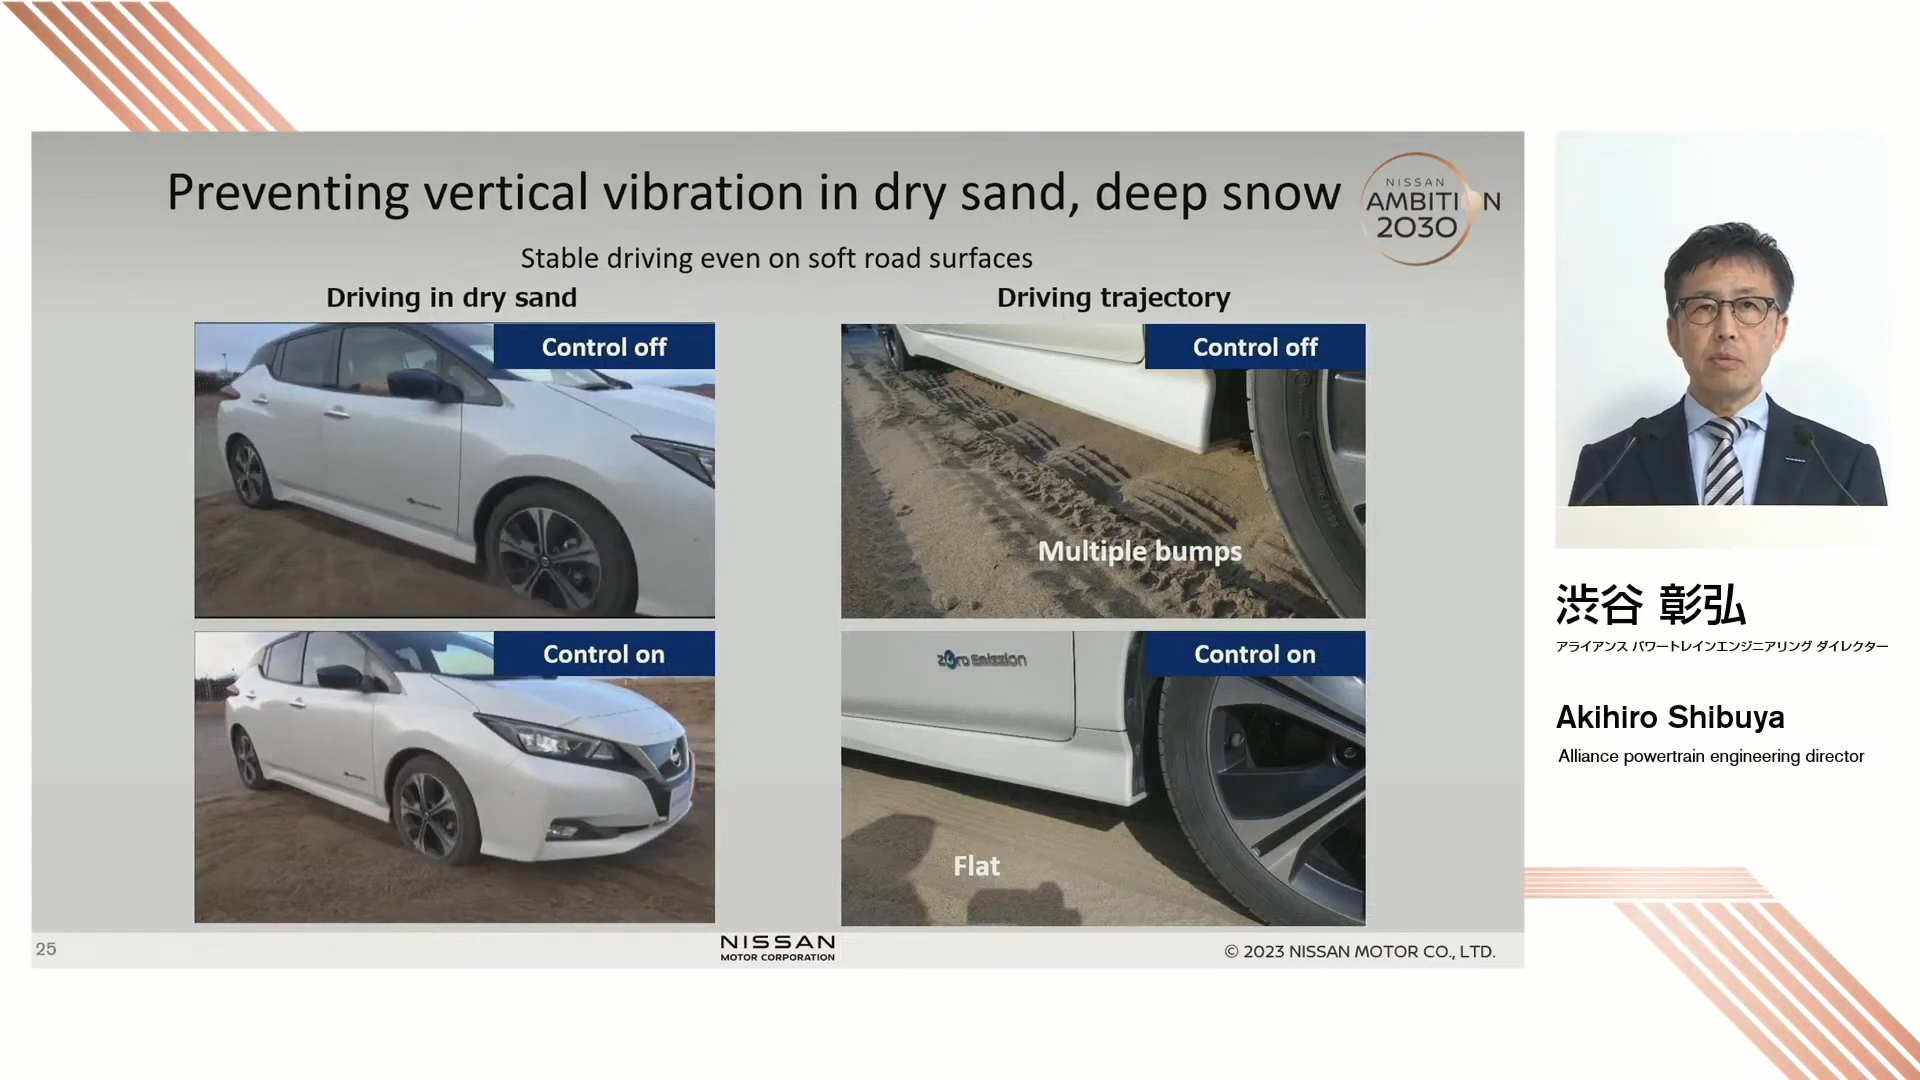 Preventing vertical vibration in dry sand, deep snow
NISSAN
AMBITION
2030
Stable driving even on soft road surfaces
Driving in dry sand
Driving trajectory
Control off
Control off
Multiple bumps
Control on
Control on
zero Emission
Flat
25
NISSAN
MOTOR CORPORATION
© 2023 NISSAN MOTOR CO., LTD.
渋谷 彰弘
アライアンス パワートレインエンジニアリング ダイレクター
Akihiro Shibuya
Alliance powertrain engineering director